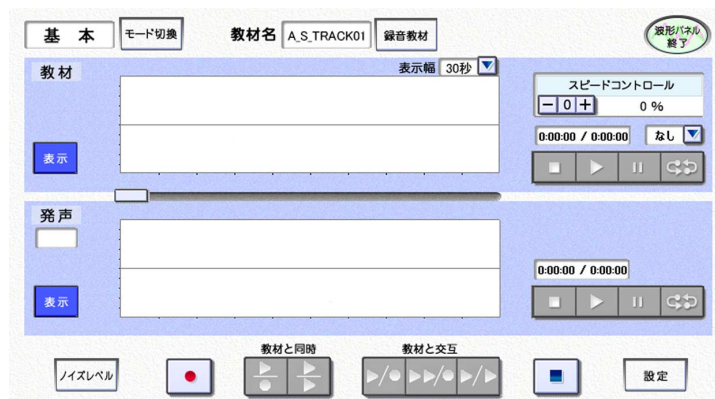 基 本
モード切換
教材名
A_S_TRACK01
録音教材
波形パネル
終了
教材
表示幅
30秒
スピードコントロール
0
0 %
0:00:00 / 0:00:00
なし
表示
発声
0:00:00 / 0:00:00
表示
教材と同時
教材と交互
ノイズレベル
設定